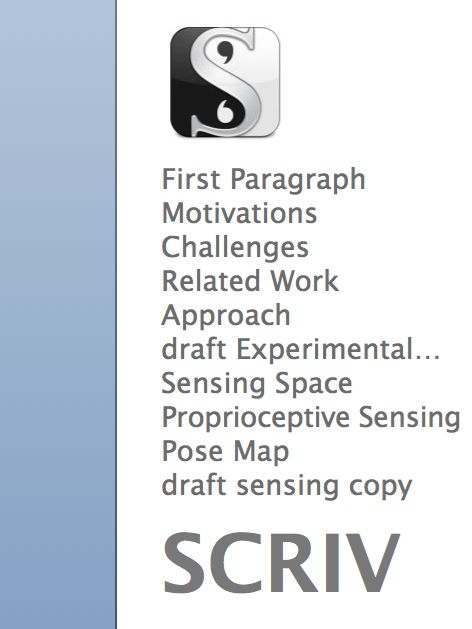 First Paragraph
Motivations
Challenges
Related Work
Approach
draft Experimental...
Sensing Space
Proprioceptive Sensing
Pose Map
draft sensing copy
SCRIV